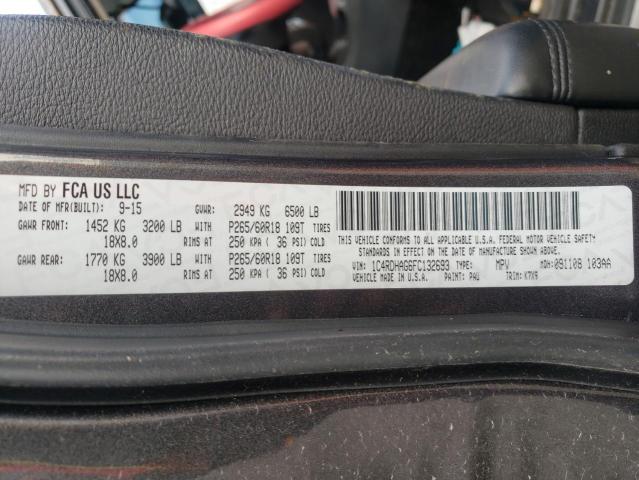 MFD BY FCA US LLC
DATE OF MFR(BUILT): 9-15 GVWR: 2949 KG 6500 LB
GAWR FRONT: 1452 KG 3200 LB WITH P265/60R18 109T TIRES
18X8.0 RIMS AT 250 KPA ( 36 PSI) COLD
GAWR REAR: 1770 KG 3900 LB WITH P265/60R18 109T TIRES
18X8.0 RIMS AT 250 KPA ( 36 PSI) COLD
THIS VEHICLE CONFORMS TO ALL APPLICABLE U.S.A. FEDERAL MOTOR VEHICLE SAFETY
STANDARDS IN EFFECT ON THE DATE OF MANUFACTURE SHOWN ABOVE.
VIN: 1C4RDHAG6FC132693 TYPE: MPV MDH: 091108 103AA
VEHICLE MADE IN U.S.A. PAINT: PAU TRIM: K7X9